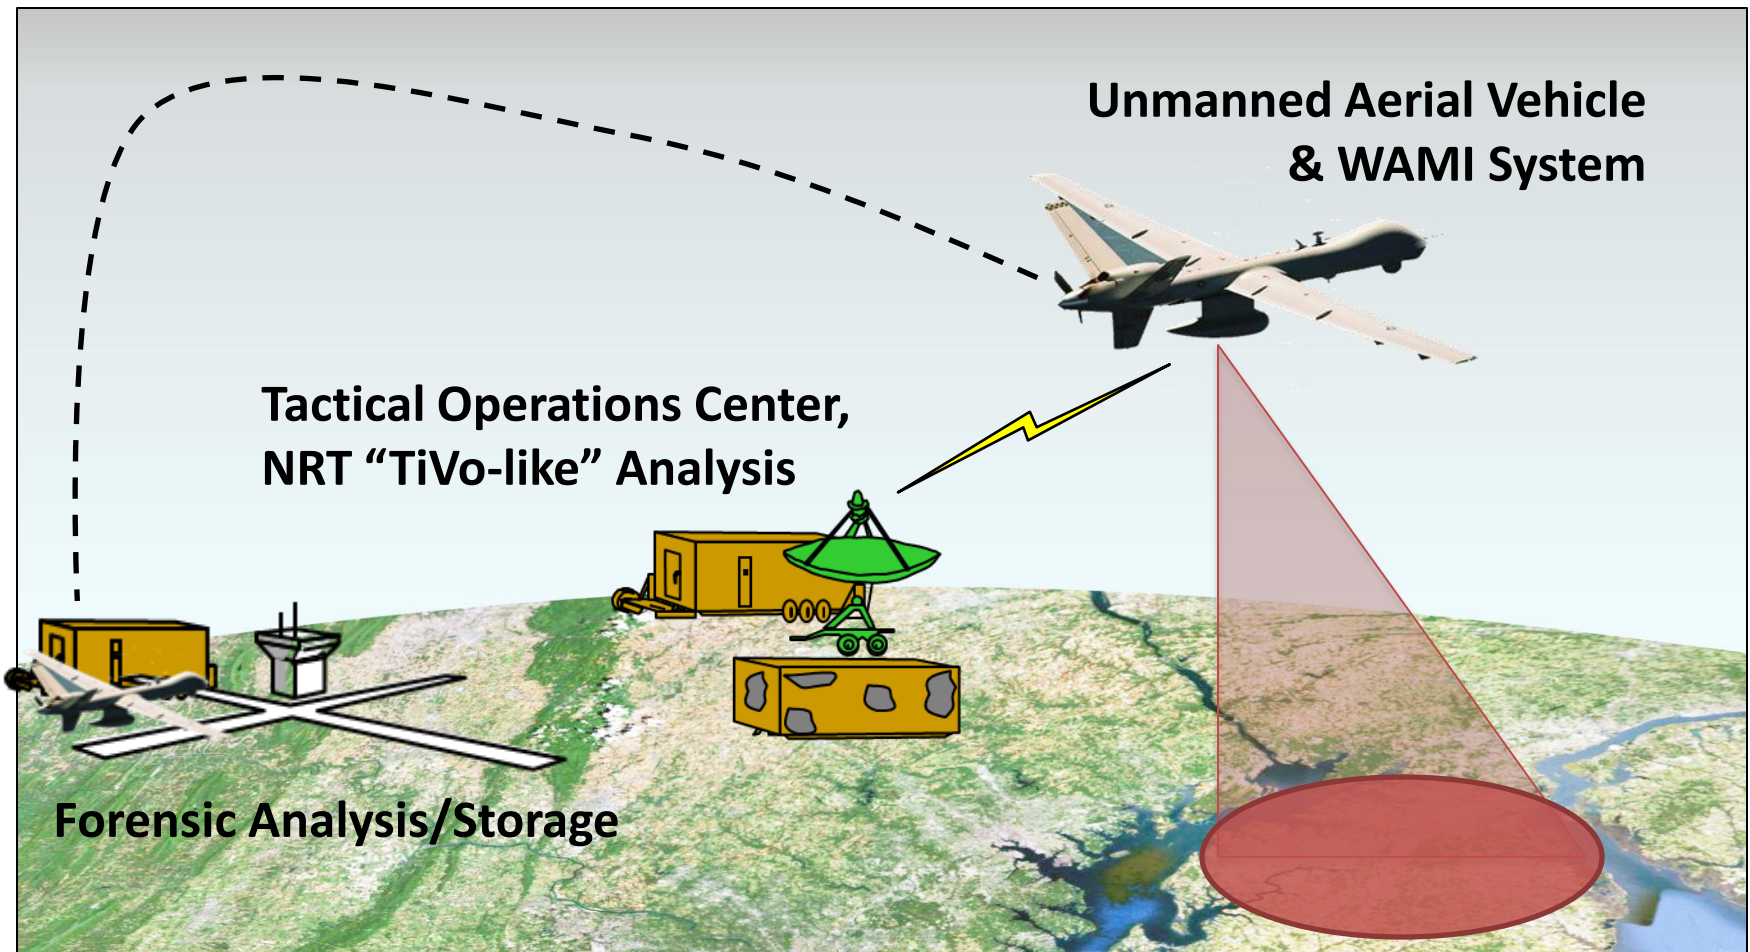 Unmanned Aerial Vehicle
& WAMI System
Tactical Operations Center,
NRT “TiVo-like” Analysis
Forensic Analysis/Storage